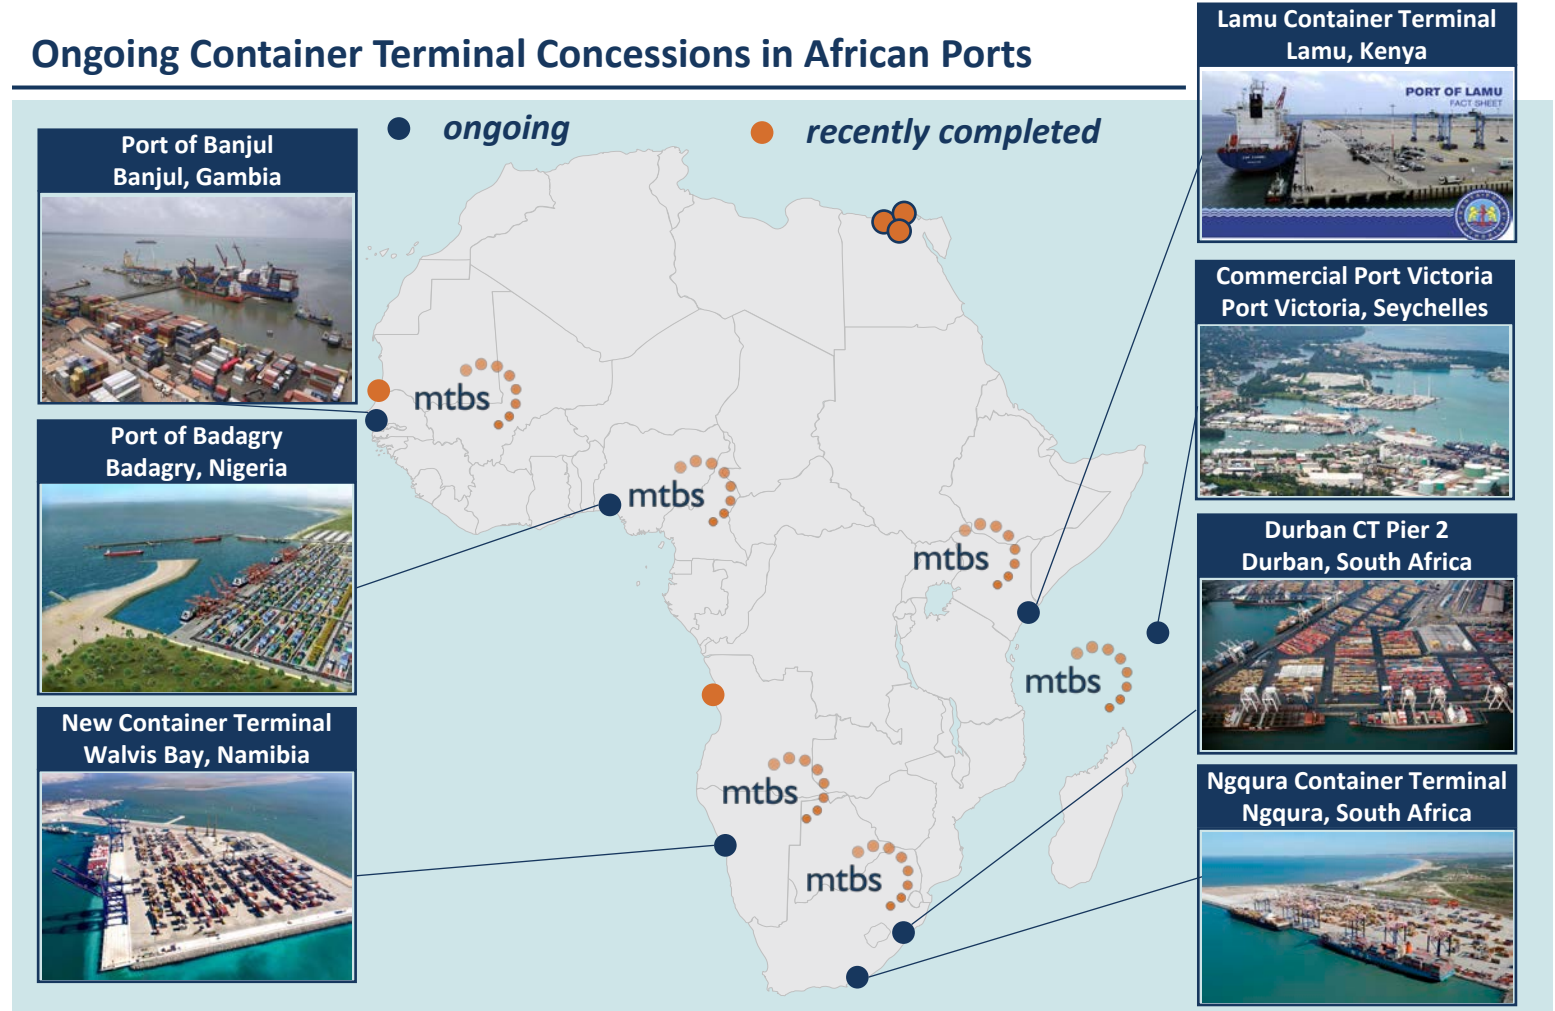 Ongoing Container Terminal Concessions in African Ports
ongoing
recently completed
Port of Banjul
Banjul, Gambia
Port of Badagry
Badagry, Nigeria
New Container Terminal
Walvis Bay, Namibia
mtbs
mtbs
mtbs
mtbs
mtbs
mtbs
Lamu Container Terminal
Lamu, Kenya
PORT OF LAMU
FACT SHEET
Commercial Port Victoria
Port Victoria, Seychelles
Durban CT Pier 2
Durban, South Africa
Ngqura Container Terminal
Ngqura, South Africa